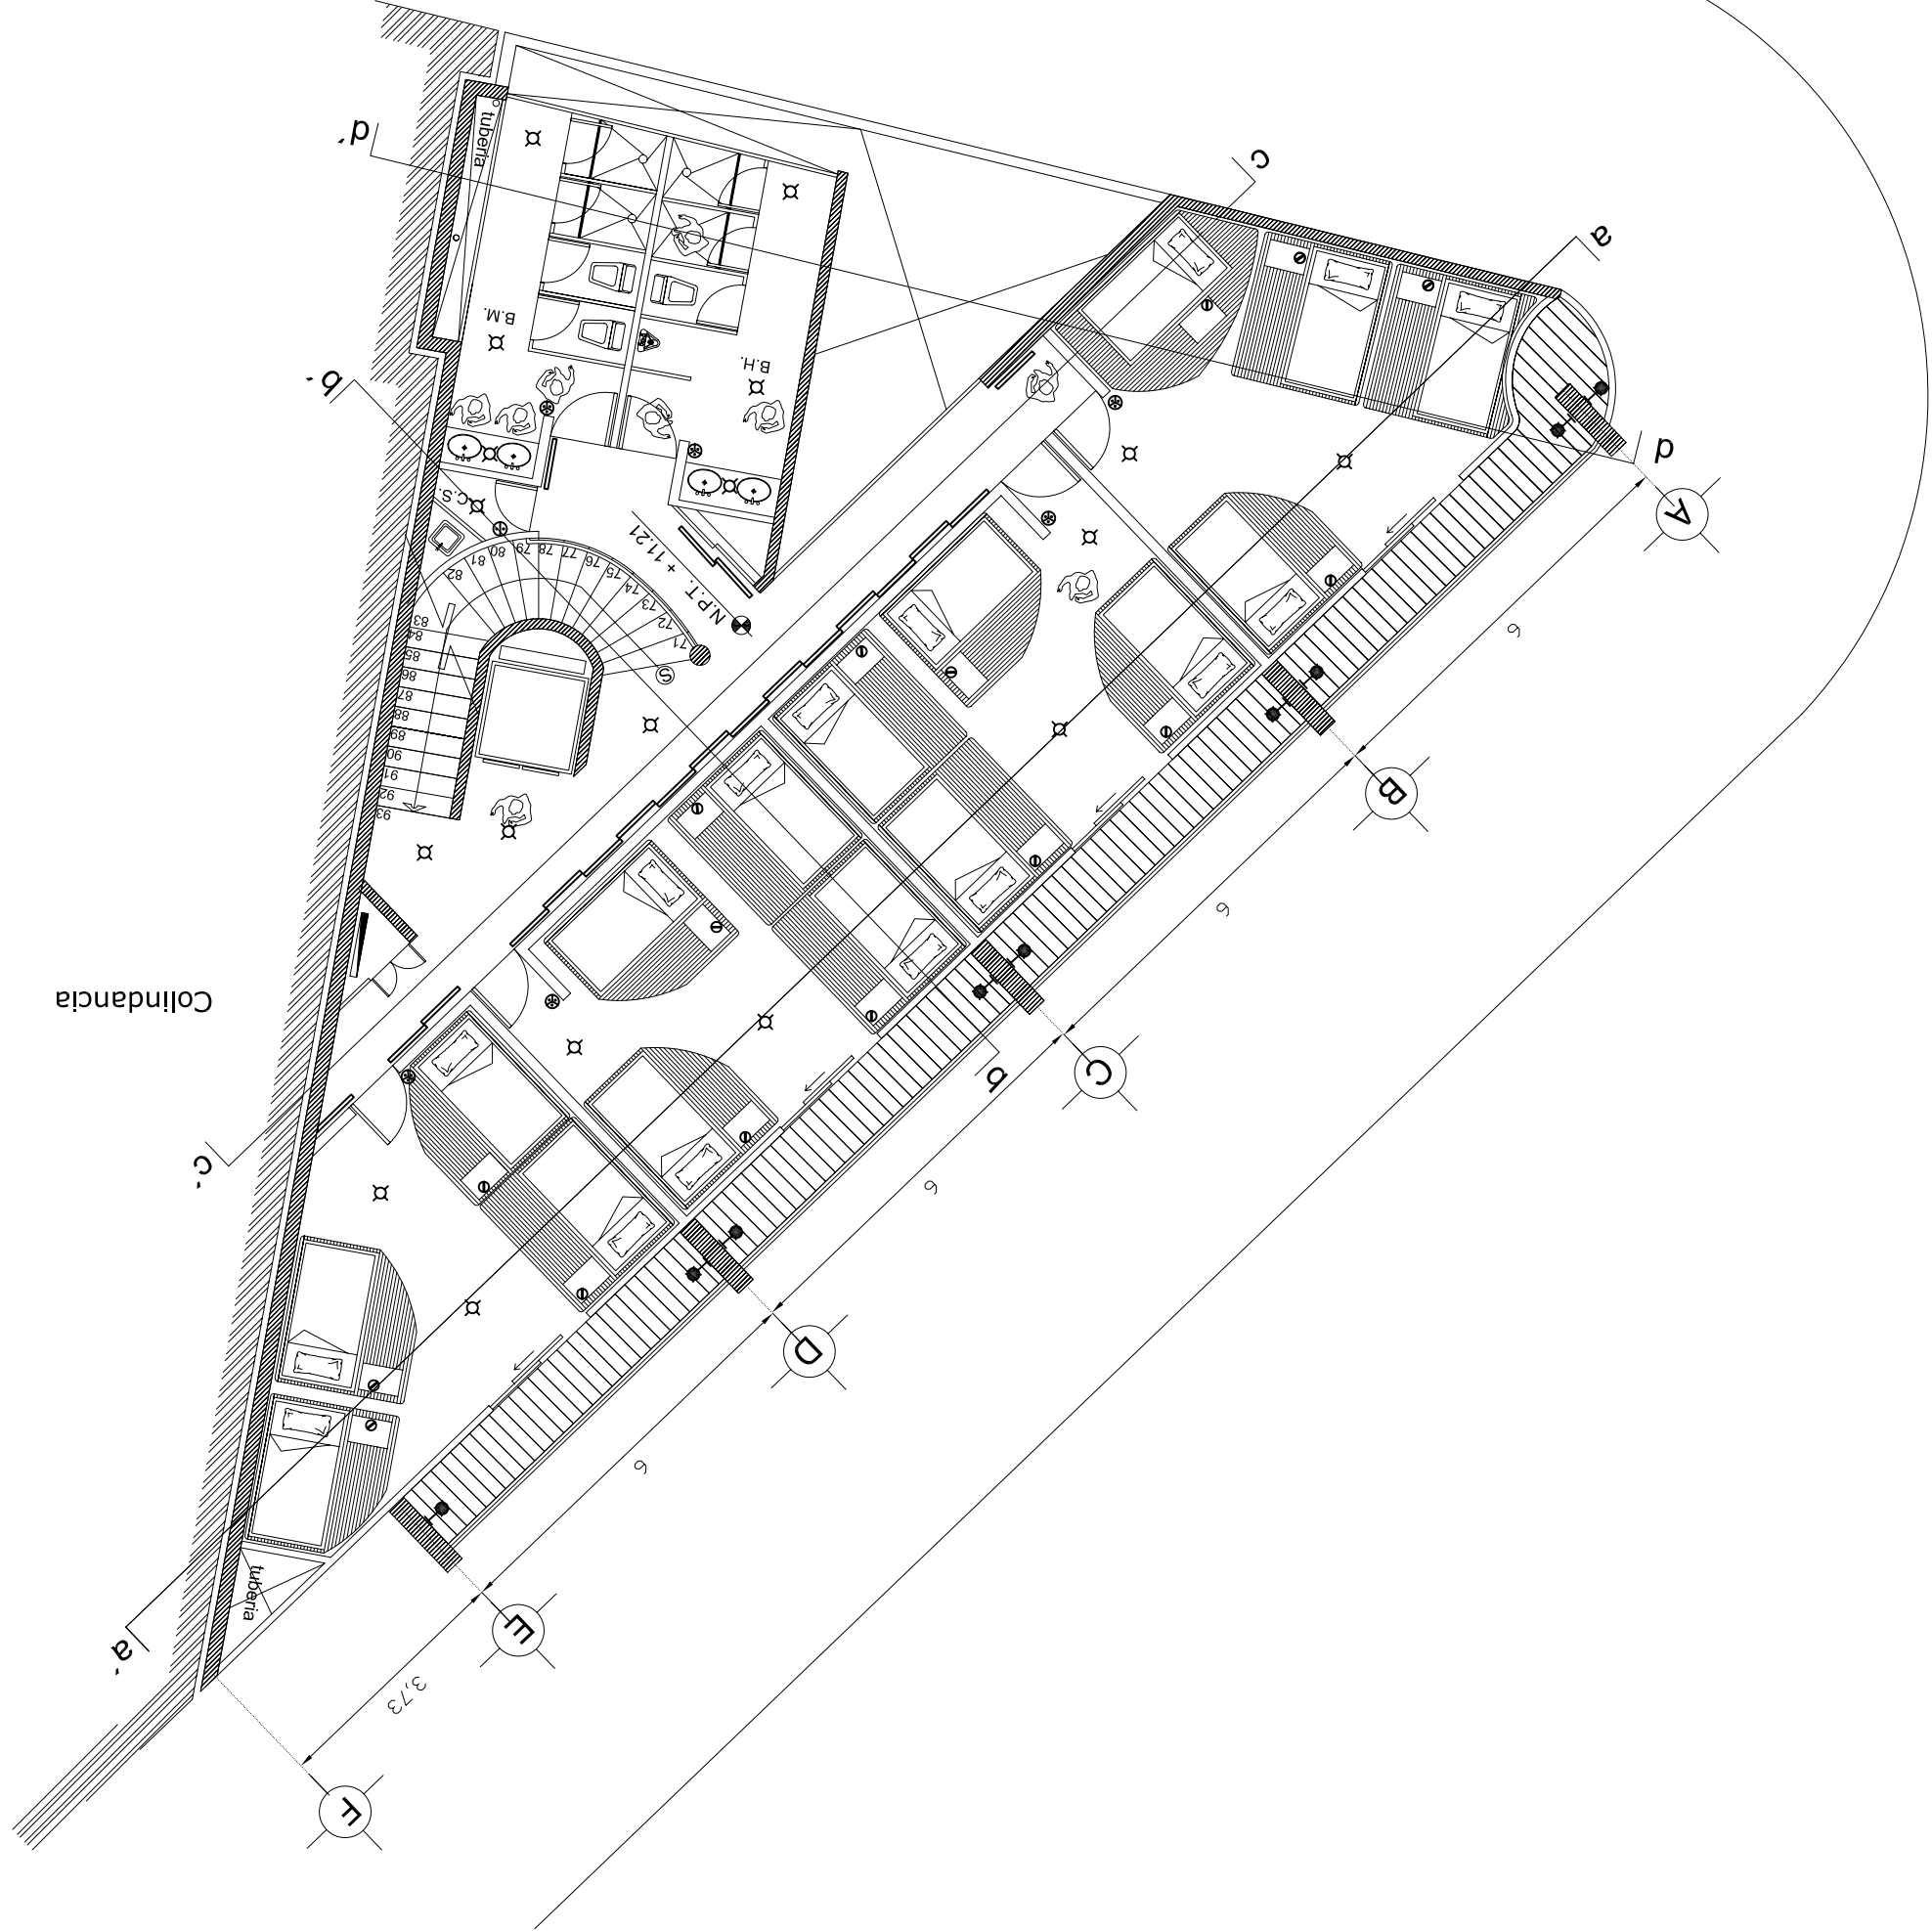 tuberia
d´
c
a
B.M.
b´
B.H.
d
A
C.S.
N.P.T. + 11.21
71
72
73
74
75
76
77
78
79
80
81
82
83
84
85
86
87
88
89
90
91
92
93
S
6
B
6
Colindancia
C
b
6
c´
D
6
tuberia
E
a´
3,73
F